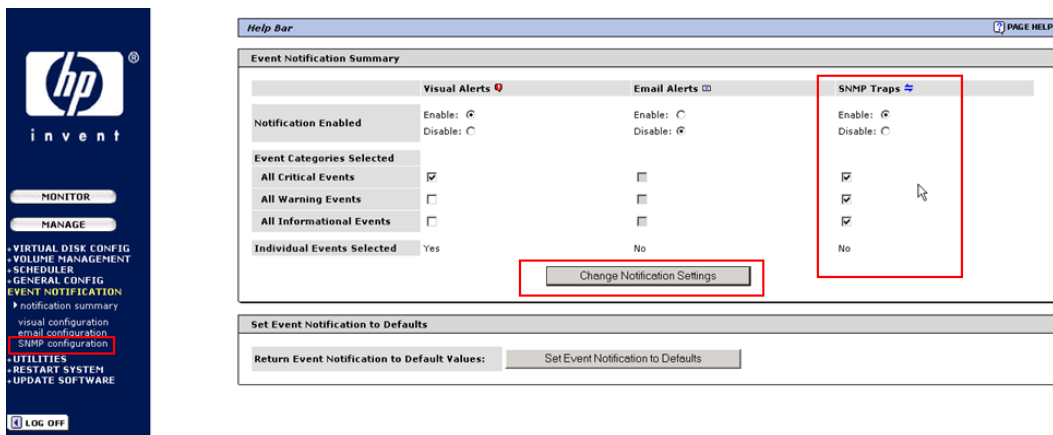 hp
®
invent
MONITOR
MANAGE
+VIRTUAL DISK CONFIG
+VOLUME MANAGEMENT
+SCHEDULER
+GENERAL CONFIG
EVENT NOTIFICATION
notification summary
visual configuration
email configuration
SNMP configuration
+UTILITIES
+RESTART SYSTEM
+UPDATE SOFTWARE
LOG OFF
Help Bar
? PAGE HELP
Event Notification Summary
Visual Alerts Email Alerts SNMP Traps
Notification Enabled
Enable: Enable: Enable:
Disable: Disable: Disable:
Event Categories Selected
All Critical Events
All Warning Events
All Informational Events
Individual Events Selected Yes No No
Change Notification Settings
Set Event Notification to Defaults
Return Event Notification to Default Values: Set Event Notification to Defaults